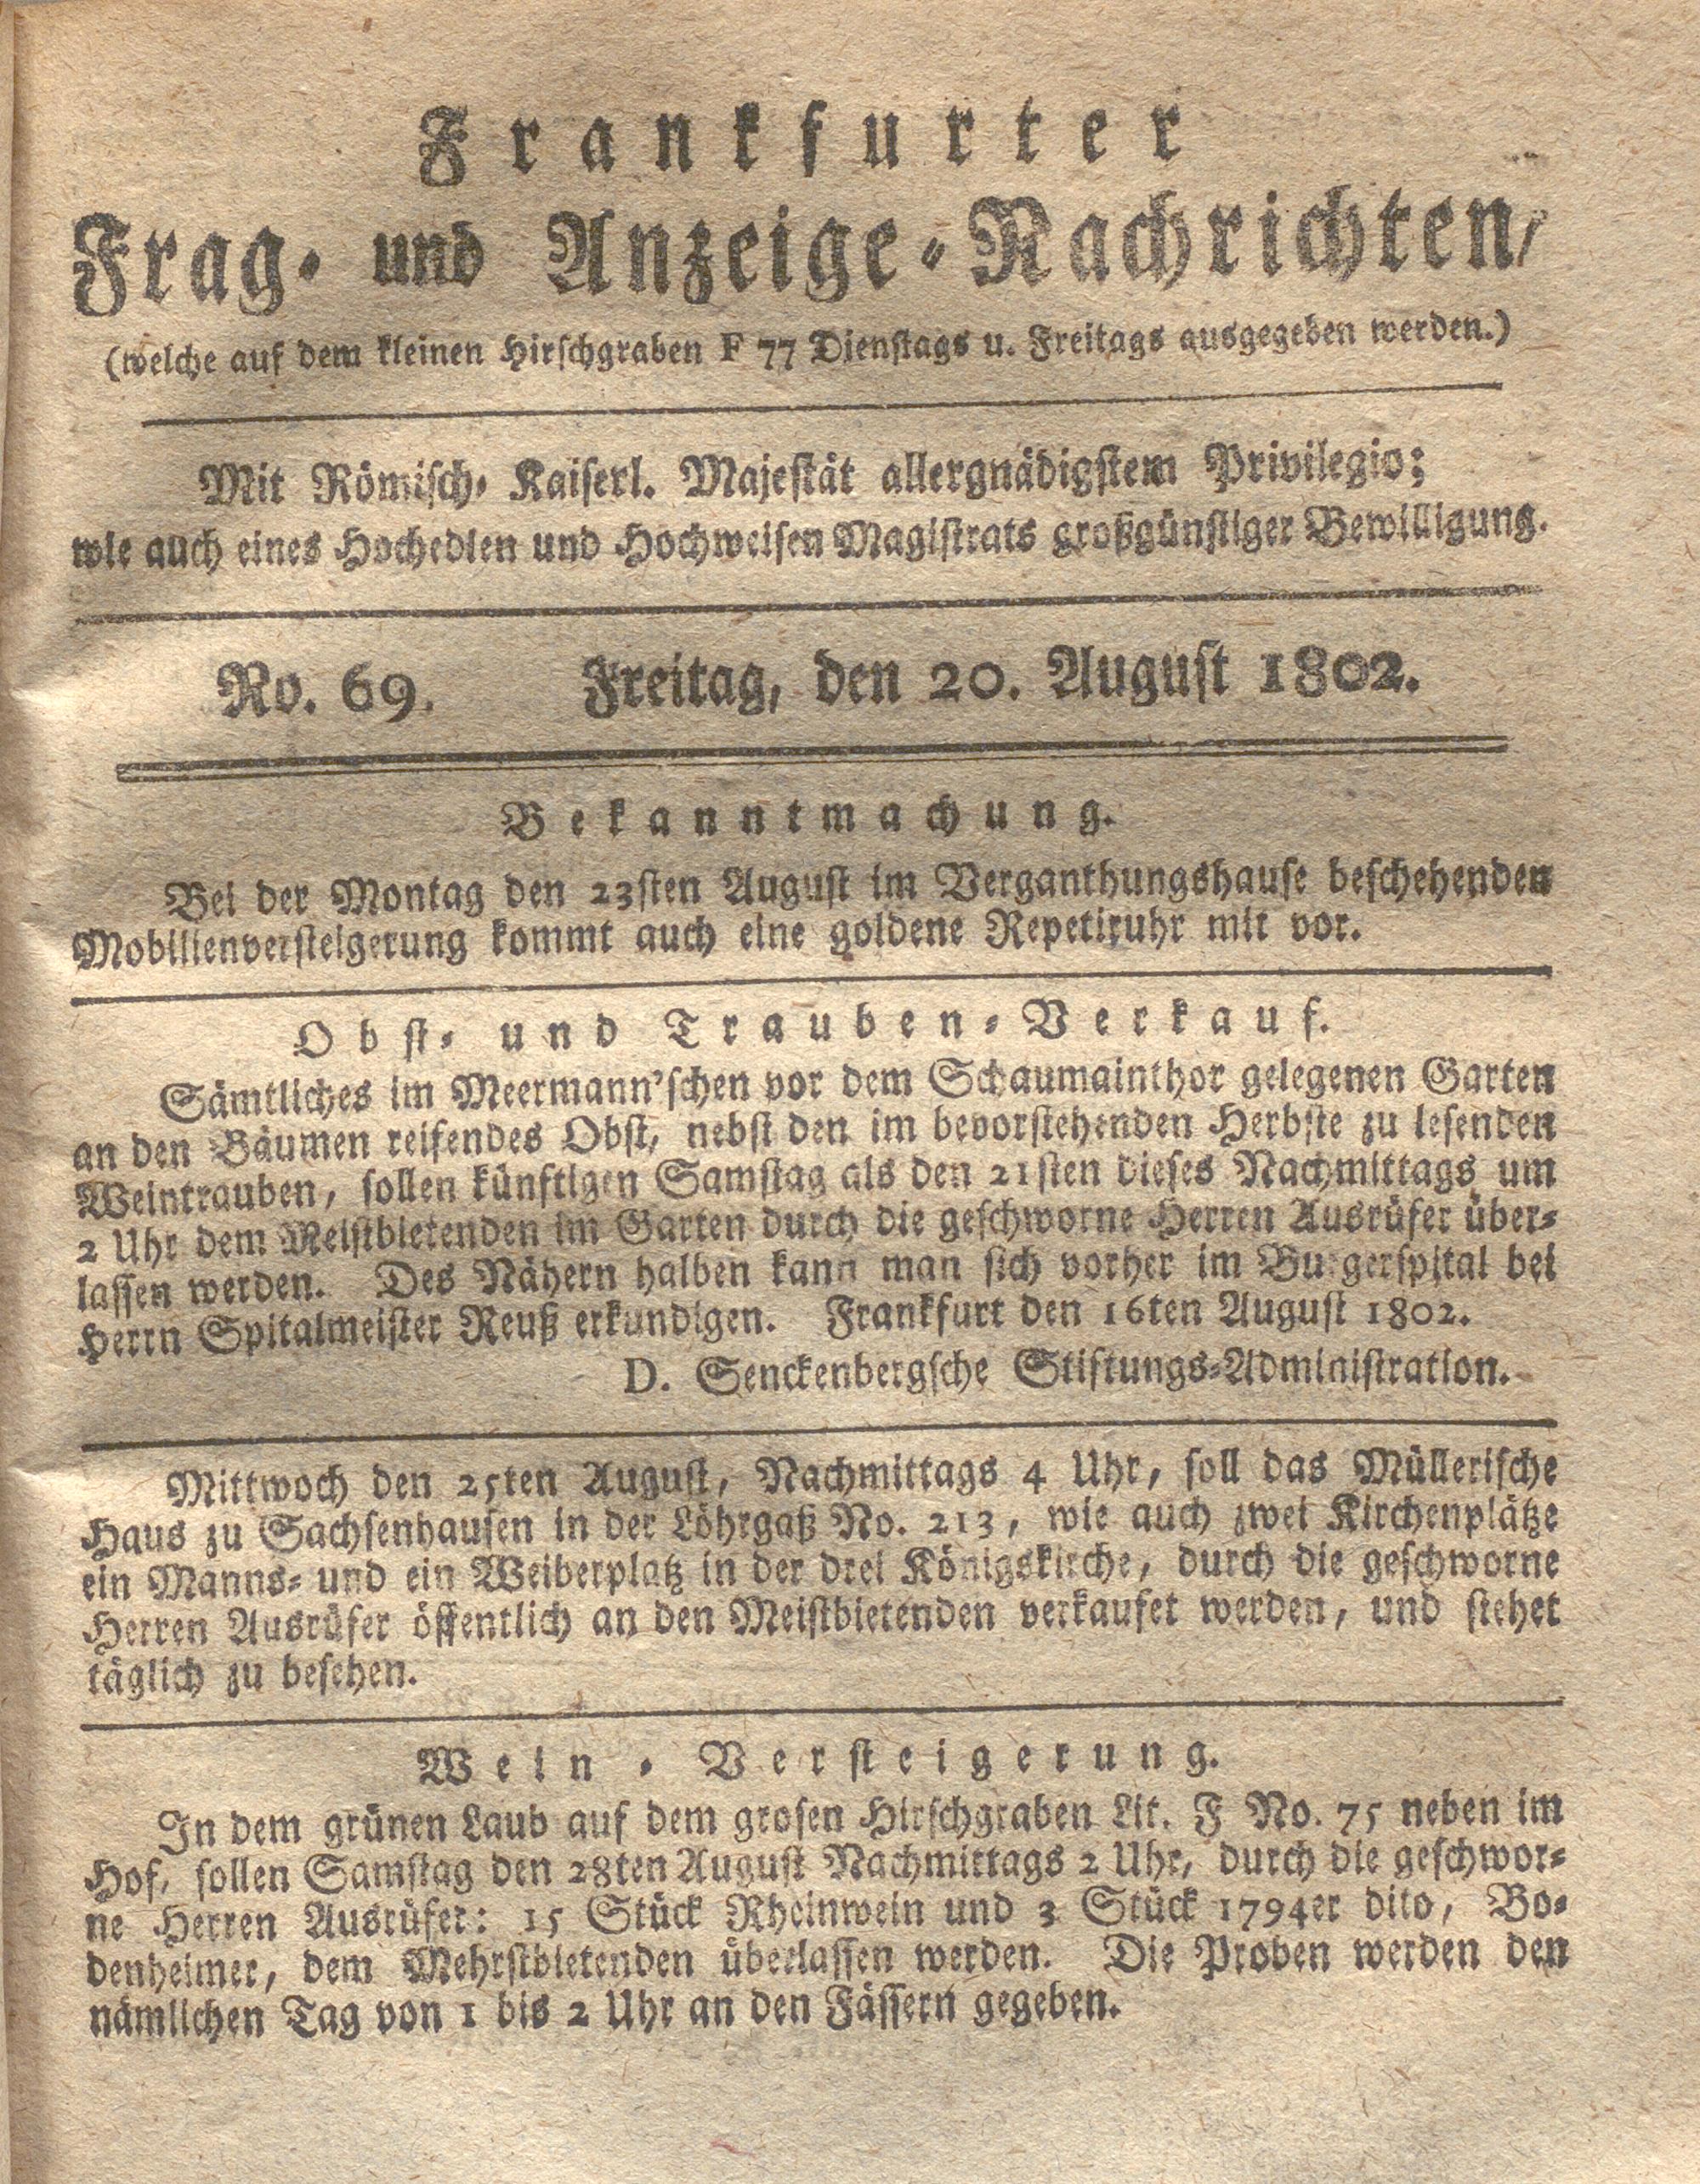 Frankfurter
Frag- und Anzeige-Nachrichten,
(welche auf dem kleinen Hirschgraben F 77 Dienstags u. Freitags ausgegeben werden.)
Mit Römisch- Kaiserl. Majestät allergnädigstem Privilegio;
wie auch eines Hochedlen und Hochweisen Magistrats großgünstiger Bewilligung.
No. 69. Freitag, den 20. August 1802.
Bekanntmachung.
Bei der Montag den 23sten August im Verganthungshause beschehenden
Mobilienversteigerung kommt auch eine goldene Repetiruhr mit vor.
Obst- und Trauben-Verkauf.
Sämtliches im Meermann'schen vor dem Schaumainthor gelegenen Garten
an den Bäumen reifendes Obst, nebst den im bevorstehenden Herbste zu lesenden
Weintrauben, sollen künftigen Samstag als den 21sten dieses Nachmittags um
2 Uhr dem Meistbietenden im Garten durch die geschworne Herren Ausrüfer über-
lassen werden. Des Nähern halben kann man sich vorher im Burgerspital bei
Herrn Spitalmeister Reuß erkundigen. Frankfurt den 16ten August 1802.
D. Senckenbergsche Stiftungs-Administration.
Mittwoch den 25ten August, Nachmittags 4 Uhr, soll das Müllerische
Haus zu Sachsenhausen in der Löhrgaß No. 213, wie auch zwei Kirchenplätze
ein Manns- und ein Weiberplatz in der drei Königskirche, durch die geschworne
Herren Ausrüfer öffentlich an den Meistbietenden verkaufet werden, und stehet
täglich zu besehen.
Wein-Versteigerung.
In dem grünen Laub auf dem grosen Hirschgraben Lit. F No. 75 neben im
Hof, sollen Samstag den 28ten August Nachmittags 2 Uhr, durch die geschwor-
ne Herren Ausrüfer: 15 Stück Rheinwein und 3 Stück 1794er dito, Bo-
denheimer, dem Mehrstbietenden überlassen werden. Die Proben werden den
nämlichen Tag von 1 bis 2 Uhr an den Fässern gegeben.